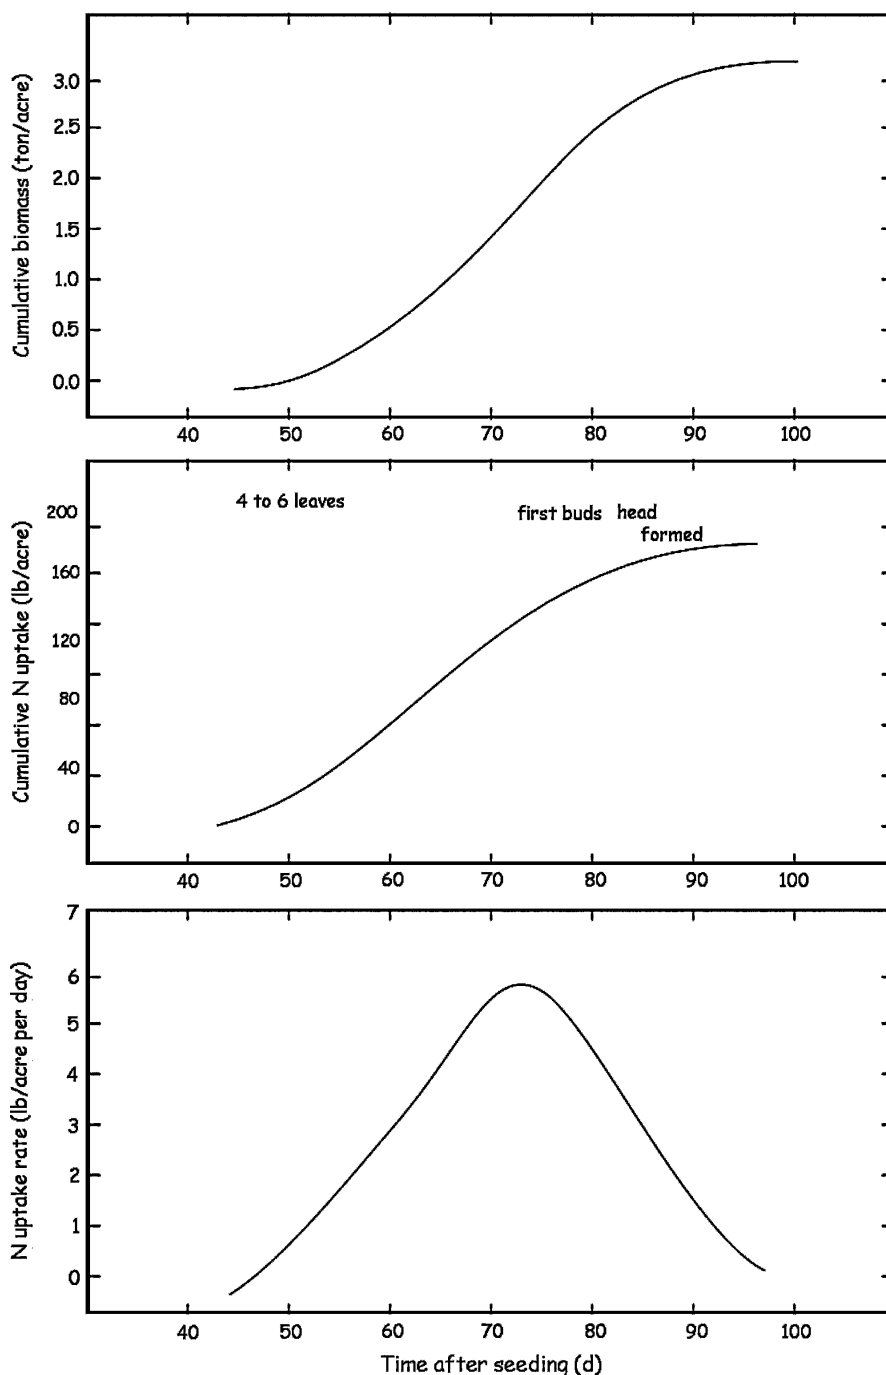 Cumulative biomass (ton/acre)
3.0
2.5
2.0
1.5
1.0
0.5
0.0
40 50 60 70 80 90 100
Cumulative N uptake (lb/acre)
4 to 6 leaves
first buds head
formed
200
160
120
80
40
0
40 50 60 70 80 90 100
N uptake rate (lb/acre per day)
7
6
5
4
3
2
1
0
40 50 60 70 80 90 100
Time after seeding (d)